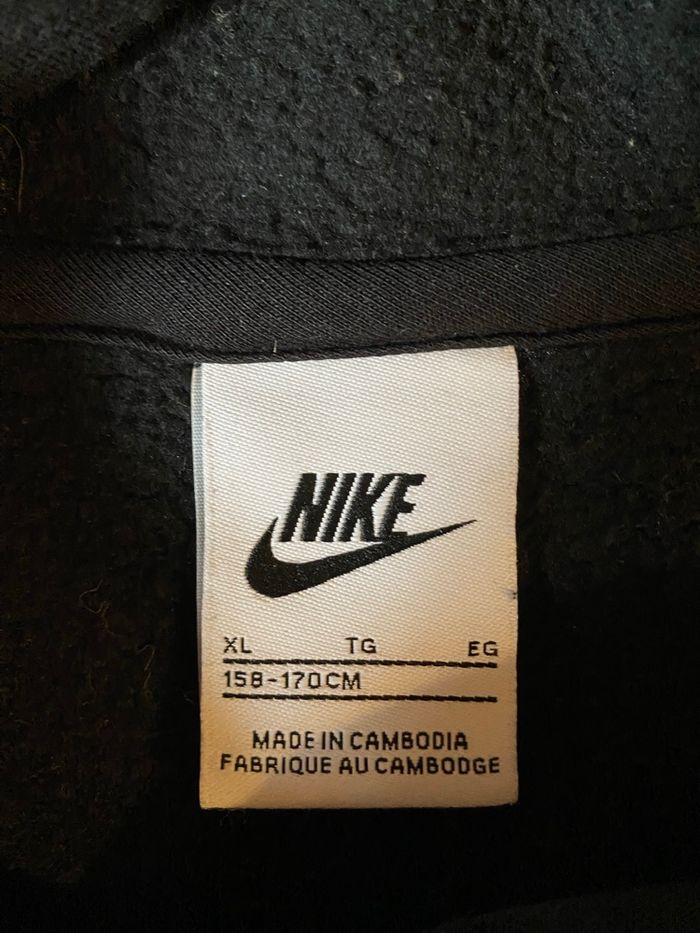 NIKE
XL TG EG
158-170CM
MADE IN CAMBODIA
FABRIQUE AU CAMBODGE